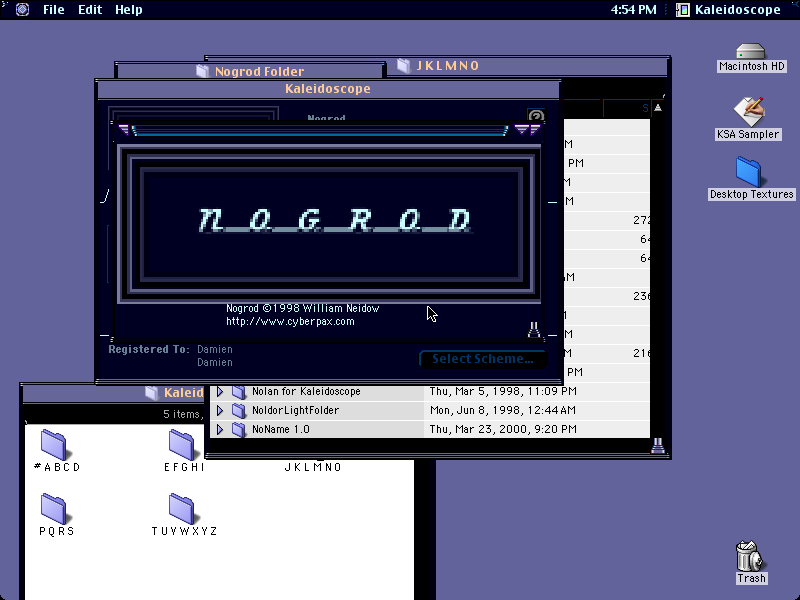 File Edit Help
4:54 PM
Kaleidoscope
Nogrod Folder
JKLMNO
Kaleidoscope
Macintosh HD
KSA Sampler
Desktop Textures
Nogrod
S
M
PM
M
M
272
64
64
M
236
M
M
M 216
PM
NOGROD
Nogrod ©1998 William Neidow
http://www.cyberpax.com
Registered To: Damien
Damien
Select Scheme...
Nolan for Kaleidoscope Thu, Mar 5, 1998, 11:09 PM
NoldorLightFolder Mon, Jun 8, 1998, 12:44 AM
NoName 1.0 Thu, Mar 23, 2000, 9:20 PM
Kaleid
5 items,
#ABCD
EFGHI
JKLMNO
PQRS
TUVWXYZ
Trash